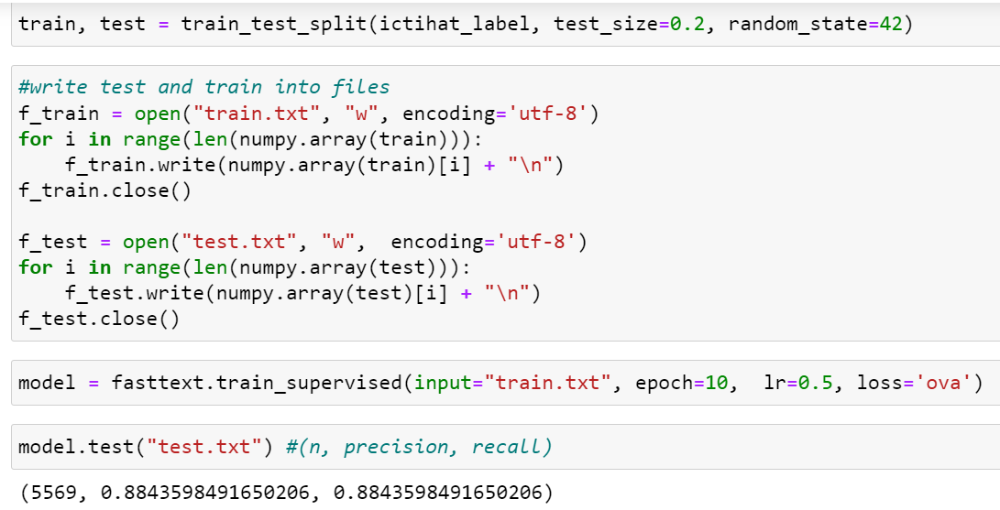 train, test = train_test_split(ictihat_label, test_size=0.2, random_state=42)
#write test and train into files
f_train = open("train.txt", "w", encoding='utf-8')
for i in range(len(numpy.array(train))):
    f_train.write(numpy.array(train)[i] + "\n")
f_train.close()
f_test = open("test.txt", "w",  encoding='utf-8')
for i in range(len(numpy.array(test))):
    f_test.write(numpy.array(test)[i] + "\n")
f_test.close()
model = fasttext.train_supervised(input="train.txt", epoch=10,  lr=0.5, loss='ova')
model.test("test.txt") #(n, precision, recall)
(5569, 0.8843598491650206, 0.8843598491650206)